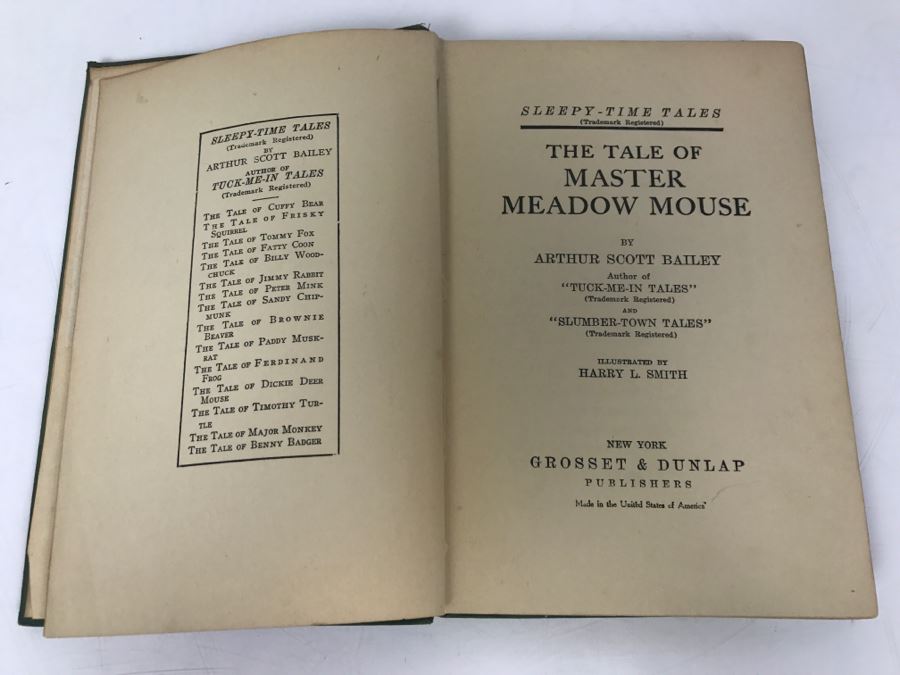 SLEEPY-TIME TALES
(Trademark Registered)
BY
ARTHUR SCOTT BAILEY
AUTHOR OF
TUCK-ME-IN TALES
(Trademark Registered)
THE TALE OF CUFFY BEAR
THE TALE OF FRISKY
SQUIRREL
THE TALE OF TOMMY FOX
THE TALE OF FATTY COON
THE TALE OF BILLY WOOD-
CHUCK
THE TALE OF JIMMY RABBIT
THE TALE OF PETER MINK
THE TALE OF SANDY CHIP-
MUNK
THE TALE OF BROWNIE
BEAVER
THE TALE OF PADDY MUSK-
RAT
THE TALE OF FERDINAND
FROG
THE TALE OF DICKIE DEER
MOUSE
THE TALE OF TIMOTHY TUR-
TLE
THE TALE OF MAJOR MONKEY
THE TALE OF BENNY BADGER
SLEEPY-TIME TALES
(Trademark Registered)
THE TALE OF
MASTER
MEADOW MOUSE
BY
ARTHUR SCOTT BAILEY
Author of
"TUCK-ME-IN TALES"
(Trademark Registered)
AND
"SLUMBER-TOWN TALES"
(Trademark Registered)
ILLUSTRATED BY
HARRY L. SMITH
NEW YORK
GROSSET & DUNLAP
PUBLISHERS
Made in the United States of America